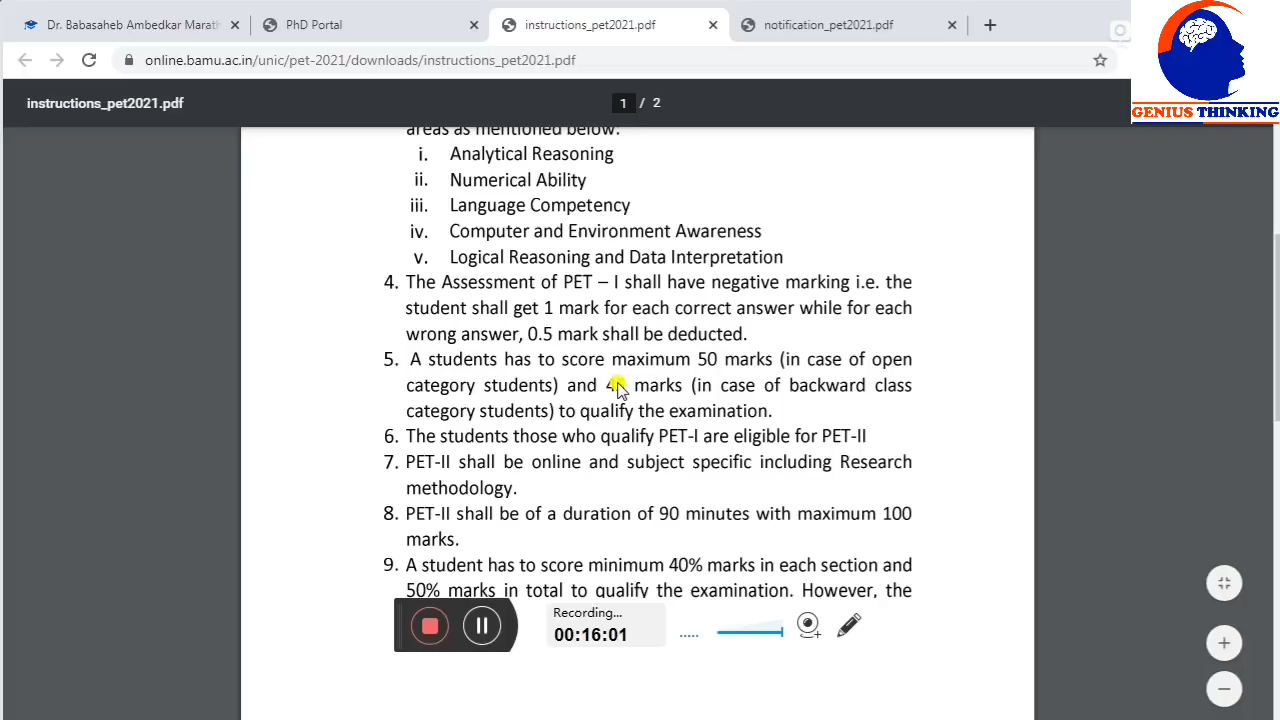 Dr. Babasaheb Ambedkar Marath
PhD Portal
instructions_pet2021.pdf
notification_pet2021.pdf
online.bamu.ac.in/unic/pet-2021/downloads/instructions_pet2021.pdf
GENIUS THINKING
instructions_pet2021.pdf
1 / 2
areas as mentioned below:
i. Analytical Reasoning
ii. Numerical Ability
iii. Language Competency
iv. Computer and Environment Awareness
v. Logical Reasoning and Data Interpretation
4. The Assessment of PET – I shall have negative marking i.e. the
student shall get 1 mark for each correct answer while for each
wrong answer, 0.5 mark shall be deducted.
5. A students has to score maximum 50 marks (in case of open
category students) and marks (in case of backward class
category students) to qualify the examination.
6. The students those who qualify PET-I are eligible for PET-II
7. PET-II shall be online and subject specific including Research
methodology.
8. PET-II shall be of a duration of 90 minutes with maximum 100
marks.
9. A student has to score minimum 40% marks in each section and
50% marks in total to qualify the examination. However, the
Recording...
00:16:01